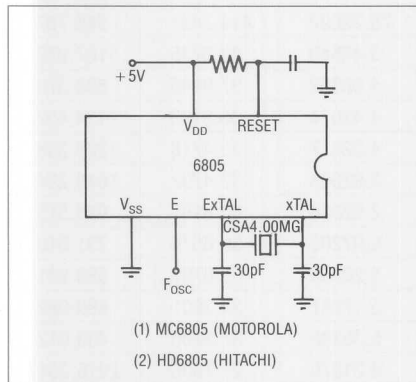 +5V
V_DD RESET
6805
V_SS E ExTAL xTAL
CSA4.00MG
30pF 30pF
F_OSC
(1) MC6805 (MOTOROLA)
(2) HD6805 (HITACHI)